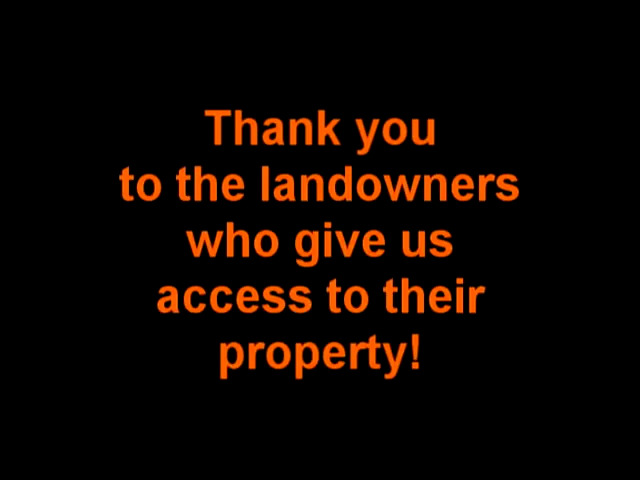 Thank you
to the landowners
who give us
access to their
property!